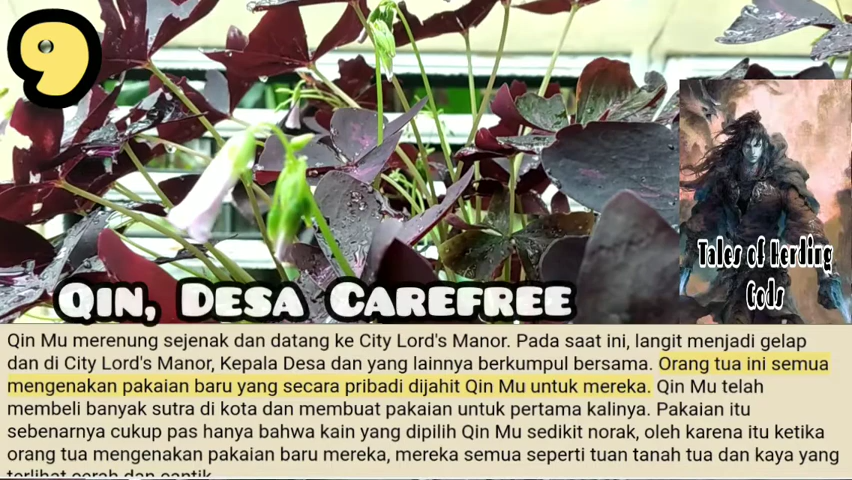 9
Tales of Herding
Gods
Qin, Desa Carefree
Qin Mu merenung sejenak dan datang ke City Lord's Manor. Pada saat ini, langit menjadi gelap
dan di City Lord's Manor, Kepala Desa dan yang lainnya berkumpul bersama. Orang tua ini semua
mengenakan pakaian baru yang secara pribadi dijahit Qin Mu untuk mereka. Qin Mu telah
membeli banyak sutra di kota dan membuat pakaian untuk pertama kalinya. Pakaian itu
sebenarnya cukup pas hanya bahwa kain yang dipilih Qin Mu sedikit norak, oleh karena itu ketika
orang tua mengenakan pakaian baru mereka, mereka semua seperti tuan tanah tua dan kaya yang
terlihat cerah dan cantik